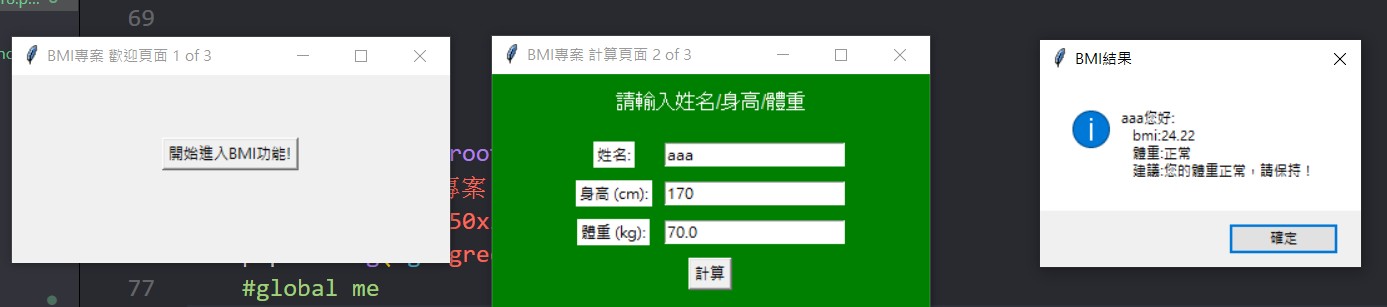 69
BMI專案 歡迎頁面 1 of 3
開始進入BMI功能!
BMI專案 計算頁面 2 of 3
請輸入姓名/身高/體重
姓名:
aaa
身高 (cm):
170
體重 (kg):
70.0
計算
BMI結果
aaa您好:
bmi:24.22
體重:正常
建議:您的體重正常，請保持！
確定
專案
77
#global me